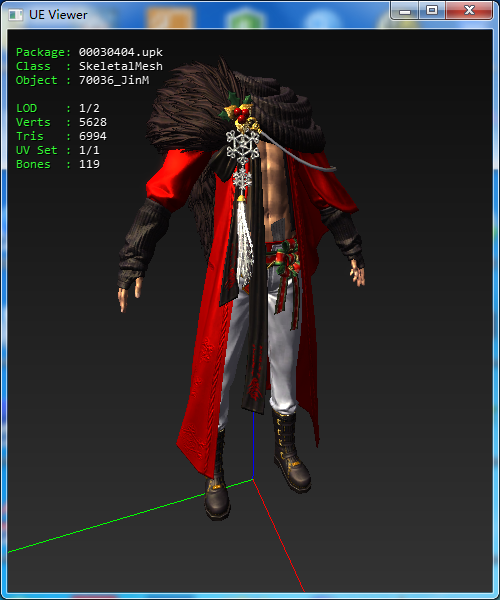 UE Viewer
Package: 00030404.upk
Class : SkeletalMesh
Object : 70036_JinM
LOD : 1/2
Verts : 5628
Tris : 6994
UV Set : 1/1
Bones : 119